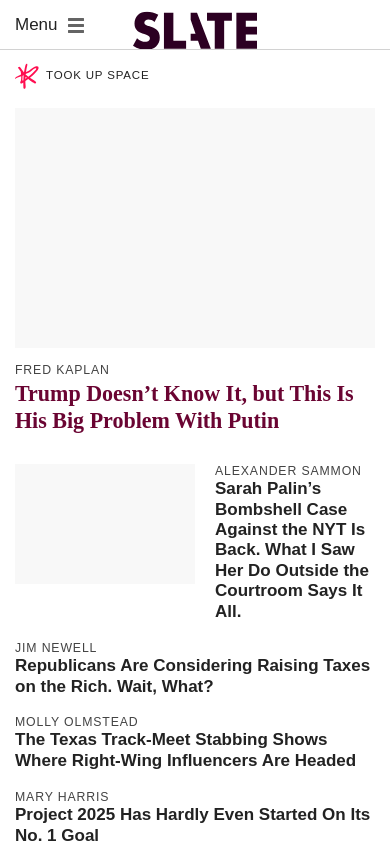 Menu
SLATE
TOOK UP SPACE
FRED KAPLAN
Trump Doesn’t Know It, but This Is
His Big Problem With Putin
ALEXANDER SAMMON
Sarah Palin’s
Bombshell Case
Against the NYT Is
Back. What I Saw
Her Do Outside the
Courtroom Says It
All.
JIM NEWELL
Republicans Are Considering Raising Taxes
on the Rich. Wait, What?
MOLLY OLMSTEAD
The Texas Track-Meet Stabbing Shows
Where Right-Wing Influencers Are Headed
MARY HARRIS
Project 2025 Has Hardly Even Started On Its
No. 1 Goal